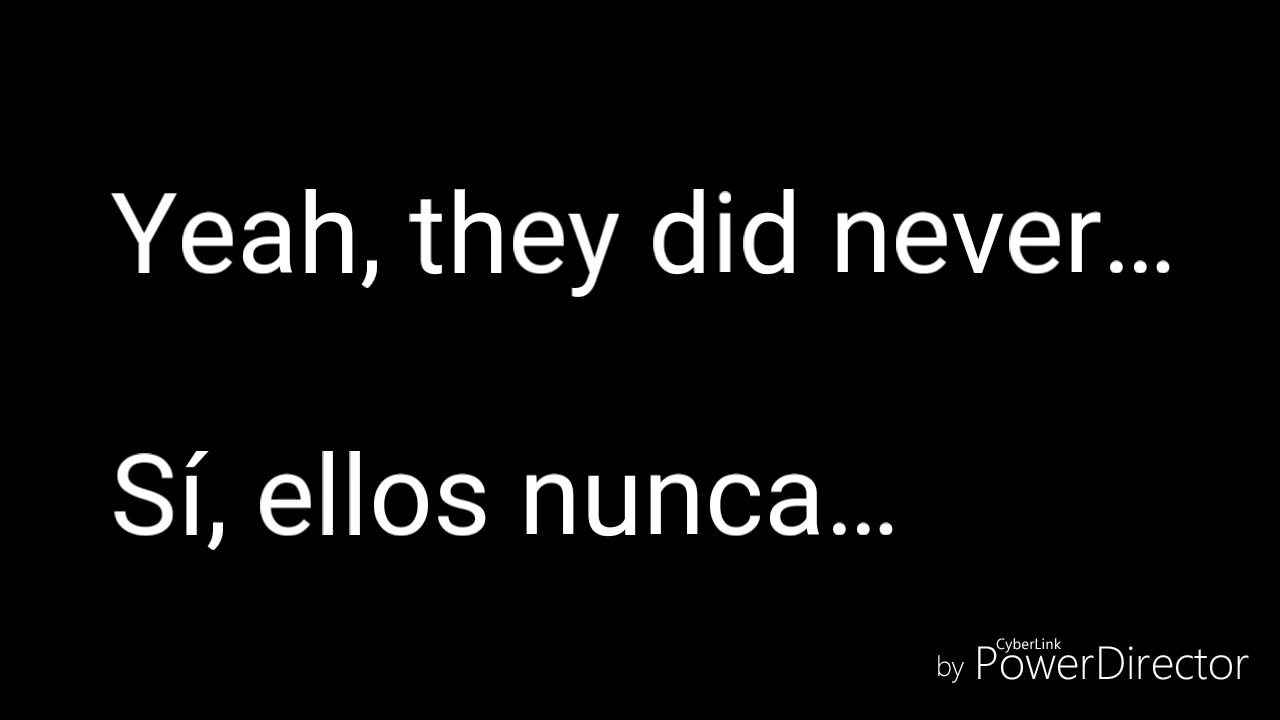 Yeah, they did never...
Sí, ellos nunca...
CyberLink
by PowerDirector